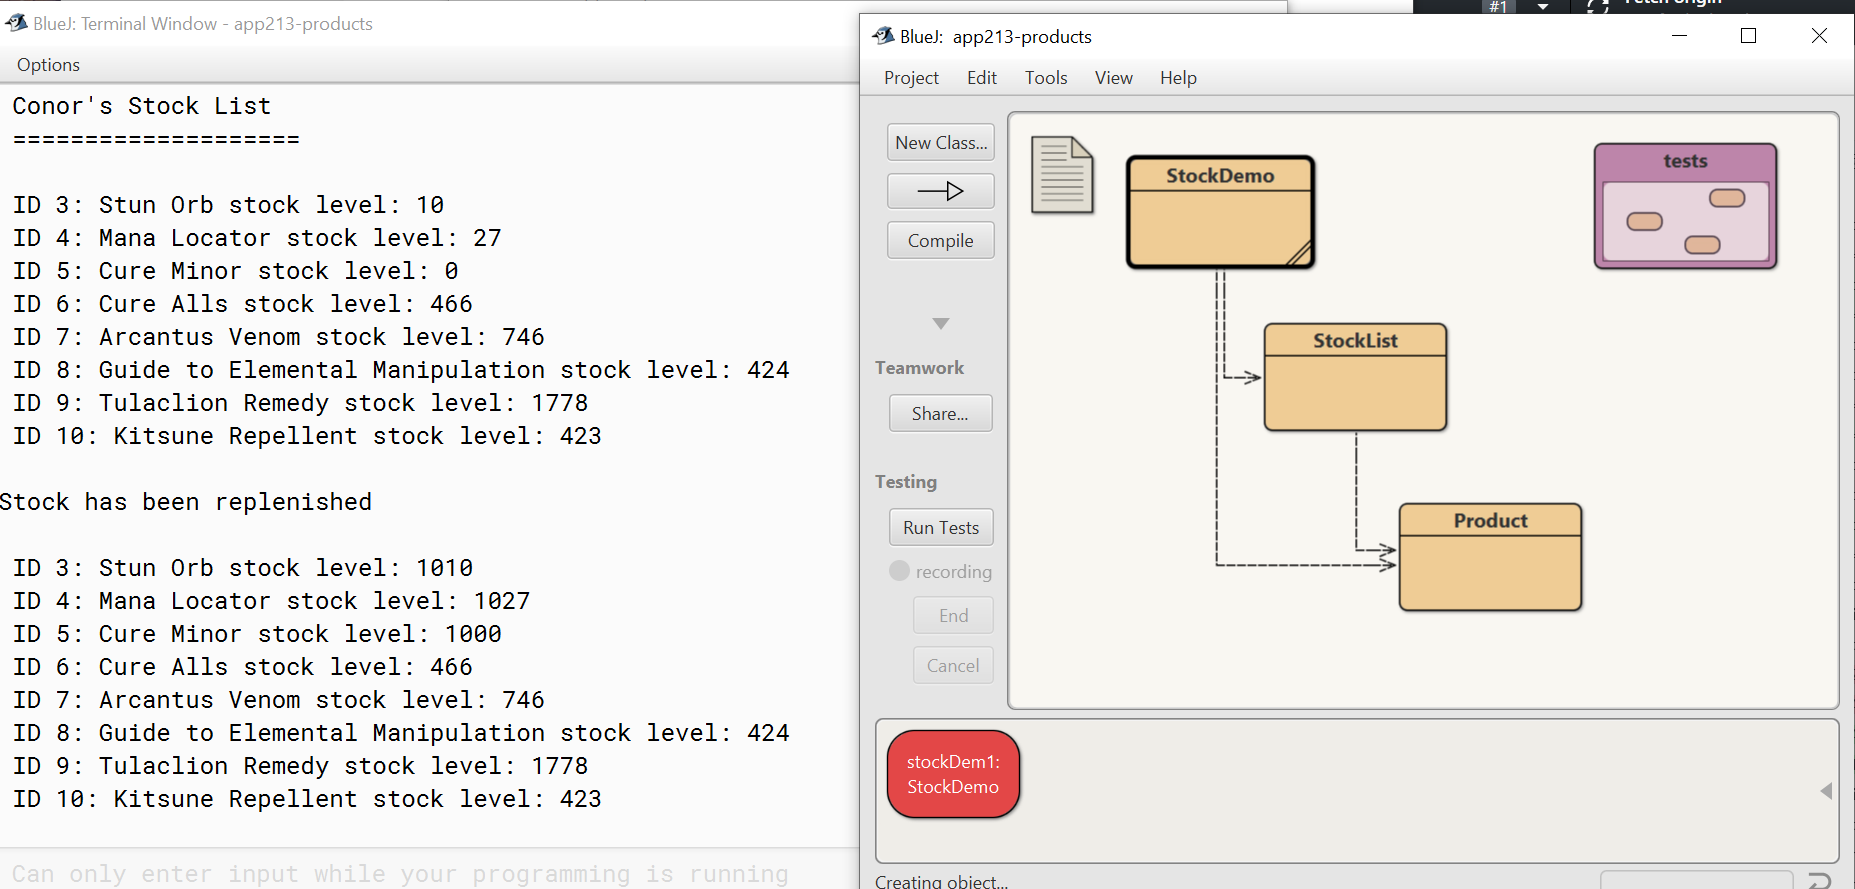 BlueJ: Terminal Window - app213-products
Options
Conor's Stock List
====================
ID 3: Stun Orb stock level: 10
ID 4: Mana Locator stock level: 27
ID 5: Cure Minor stock level: 0
ID 6: Cure Alls stock level: 466
ID 7: Arcantus Venom stock level: 746
ID 8: Guide to Elemental Manipulation stock level: 424
ID 9: Tulaclion Remedy stock level: 1778
ID 10: Kitsune Repellent stock level: 423
Stock has been replenished
ID 3: Stun Orb stock level: 1010
ID 4: Mana Locator stock level: 1027
ID 5: Cure Minor stock level: 1000
ID 6: Cure Alls stock level: 466
ID 7: Arcantus Venom stock level: 746
ID 8: Guide to Elemental Manipulation stock level: 424
ID 9: Tulaclion Remedy stock level: 1778
ID 10: Kitsune Repellent stock level: 423
Can only enter input while your programming is running
#1
Fetch origin
BlueJ: app213-products
Project Edit Tools View Help
New Class...
Compile
Teamwork
Share...
Testing
Run Tests
recording
End
Cancel
StockDemo
tests
StockList
Product
stockDem1:
StockDemo
Creating object...